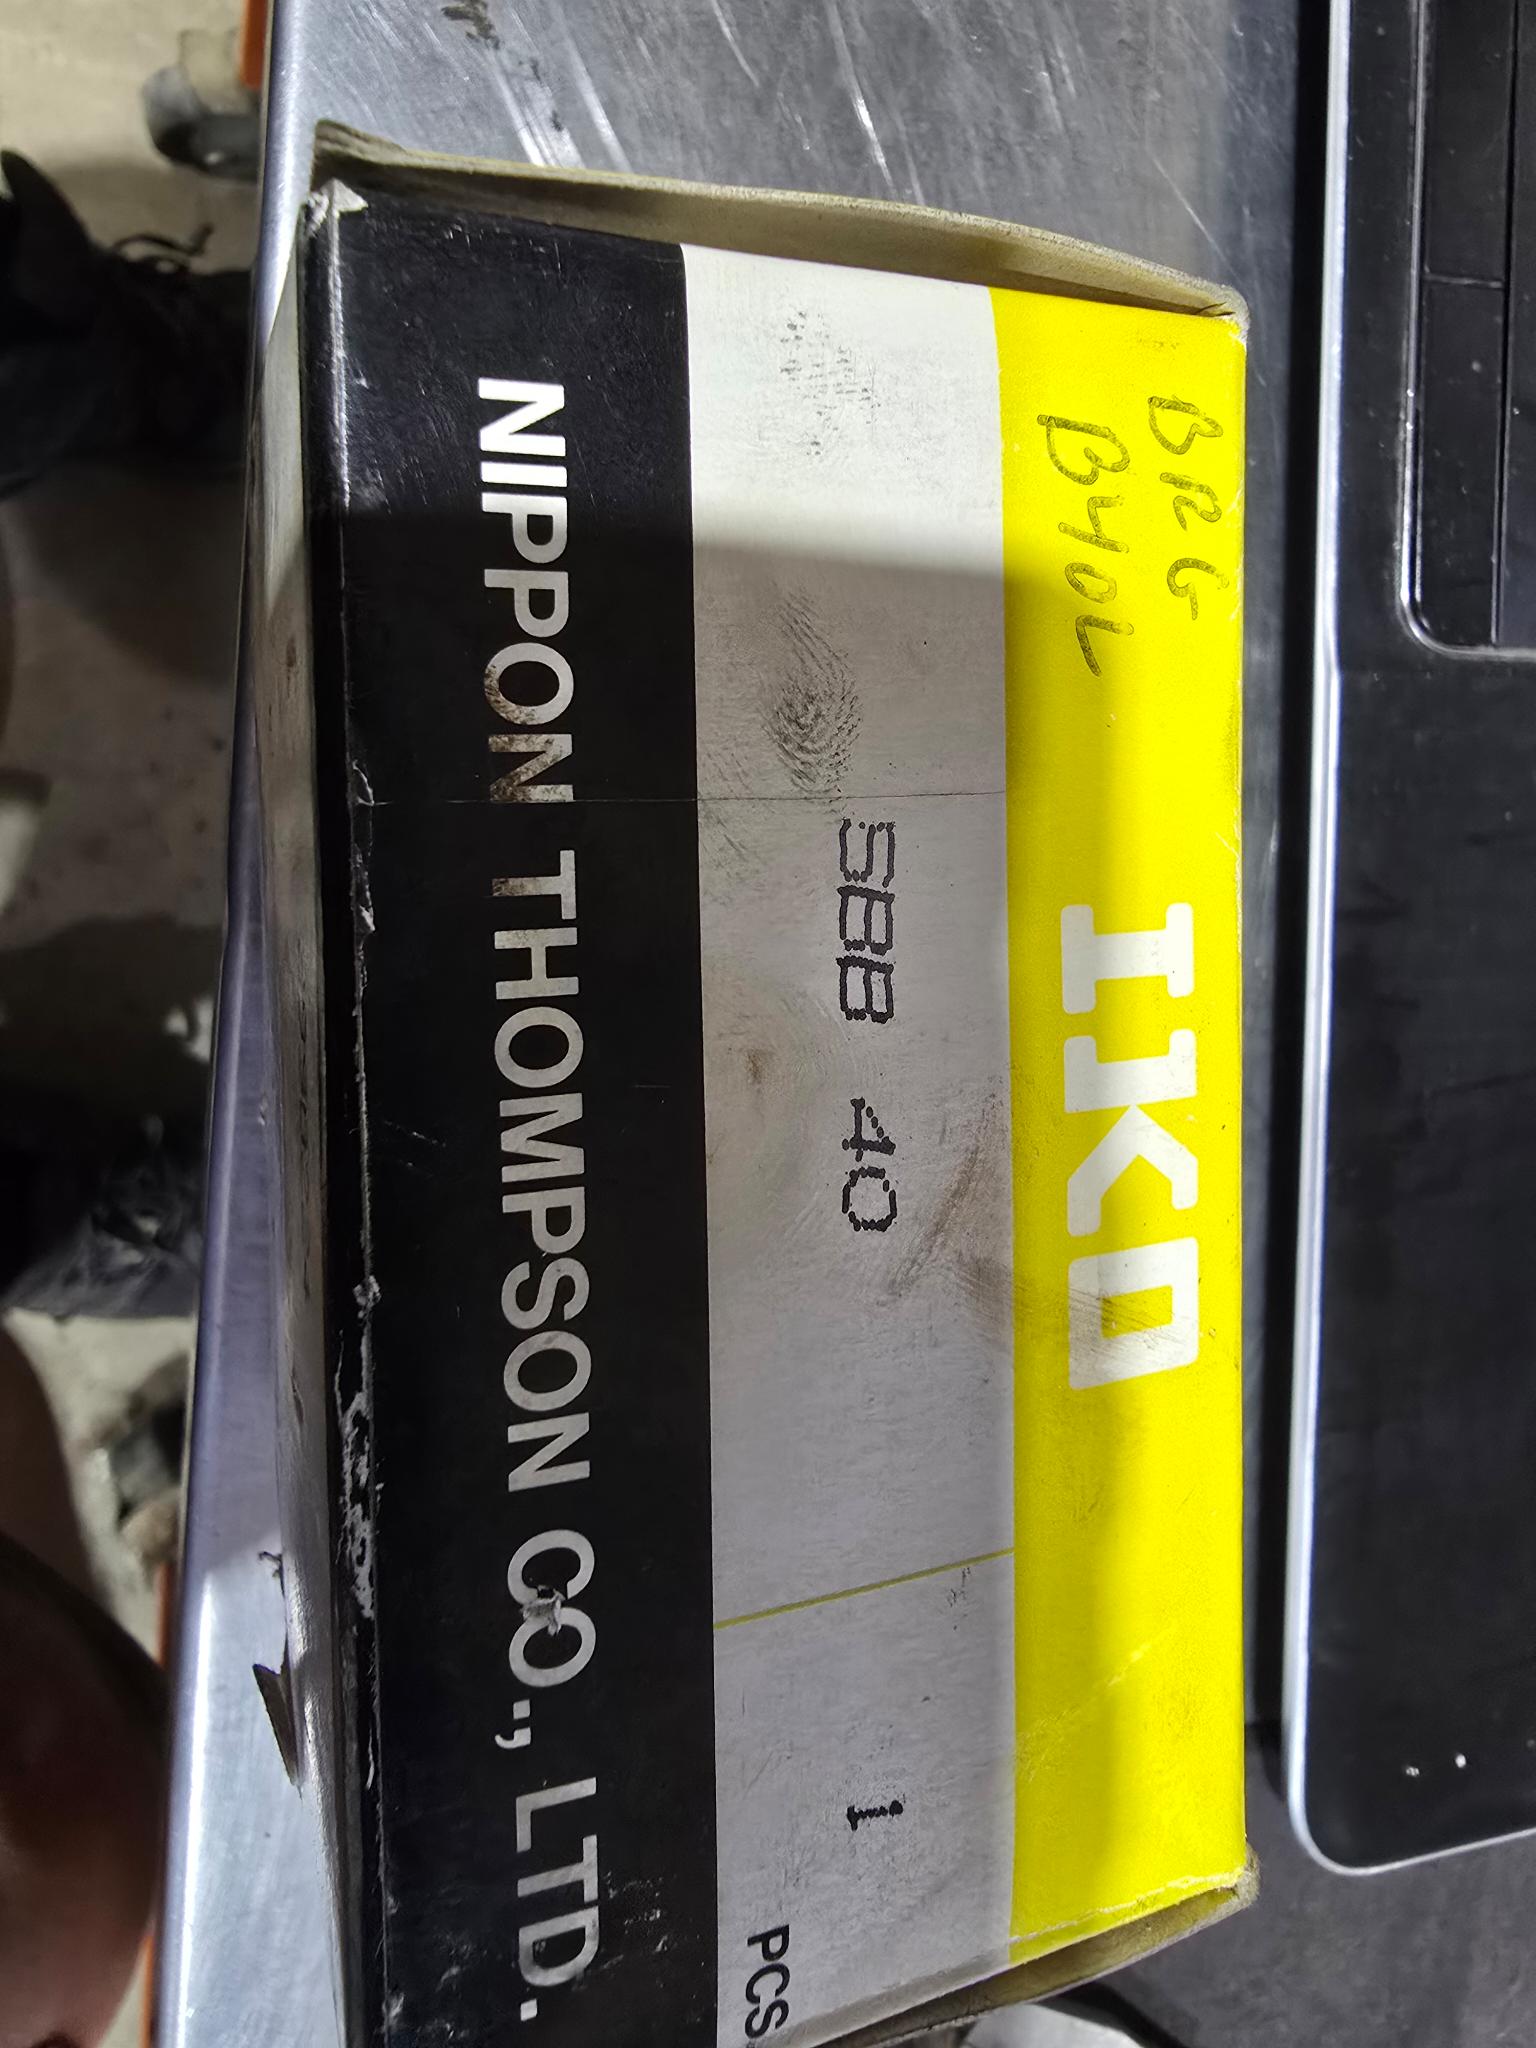 BRG
B40L
IKO
SBB 40 1
PCS
NIPPON THOMPSON CO., LTD.